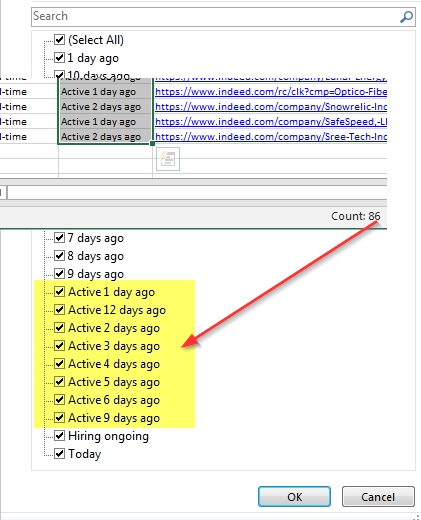 Search
(Select All)
1 day ago
10 days ago
l-time Active 1 day ago https://www.indeed.com/rc/clk?cmp=Optico-Fibe
l-time Active 2 days ago https://www.indeed.com/company/Snowrelic-Inc
l-time Active 1 day ago https://www.indeed.com/company/SafeSpeed,-Ll
l-time Active 2 days ago https://www.indeed.com/company/Sree-Tech-Inc
Count: 86
7 days ago
8 days ago
9 days ago
Active 1 day ago
Active 12 days ago
Active 2 days ago
Active 3 days ago
Active 4 days ago
Active 5 days ago
Active 6 days ago
Active 9 days ago
Hiring ongoing
Today
OK Cancel